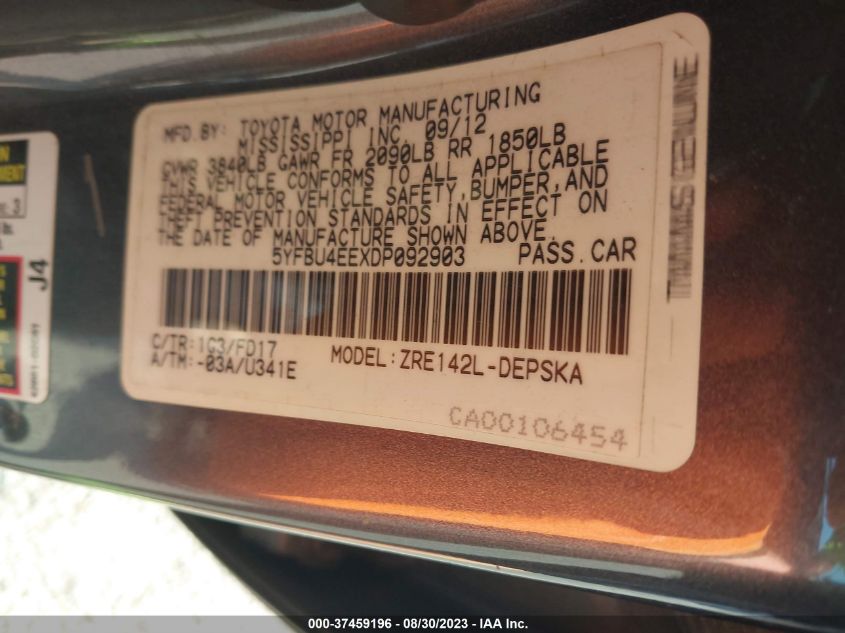 MFD.BY: TOYOTA MOTOR MANUFACTURING
MISSISSIPPI INC. 09/12
GVWR 3840LB GAWR FR 2090LB RR 1850LB
THIS VEHICLE CONFORMS TO ALL APPLICABLE
FEDERAL MOTOR VEHICLE SAFETY,BUMPER,AND
THEFT PREVENTION STANDARDS IN EFFECT ON
THE DATE OF MANUFACTURE SHOWN ABOVE.
5YFBU4EEXDP092903 PASS.CAR
C/TR:1G3/FD17
A/TM:-03A/U341E
MODEL:ZRE142L-DEPSKA
CA00106454
J4
000-37459196 - 08/30/2023 - IAA Inc.